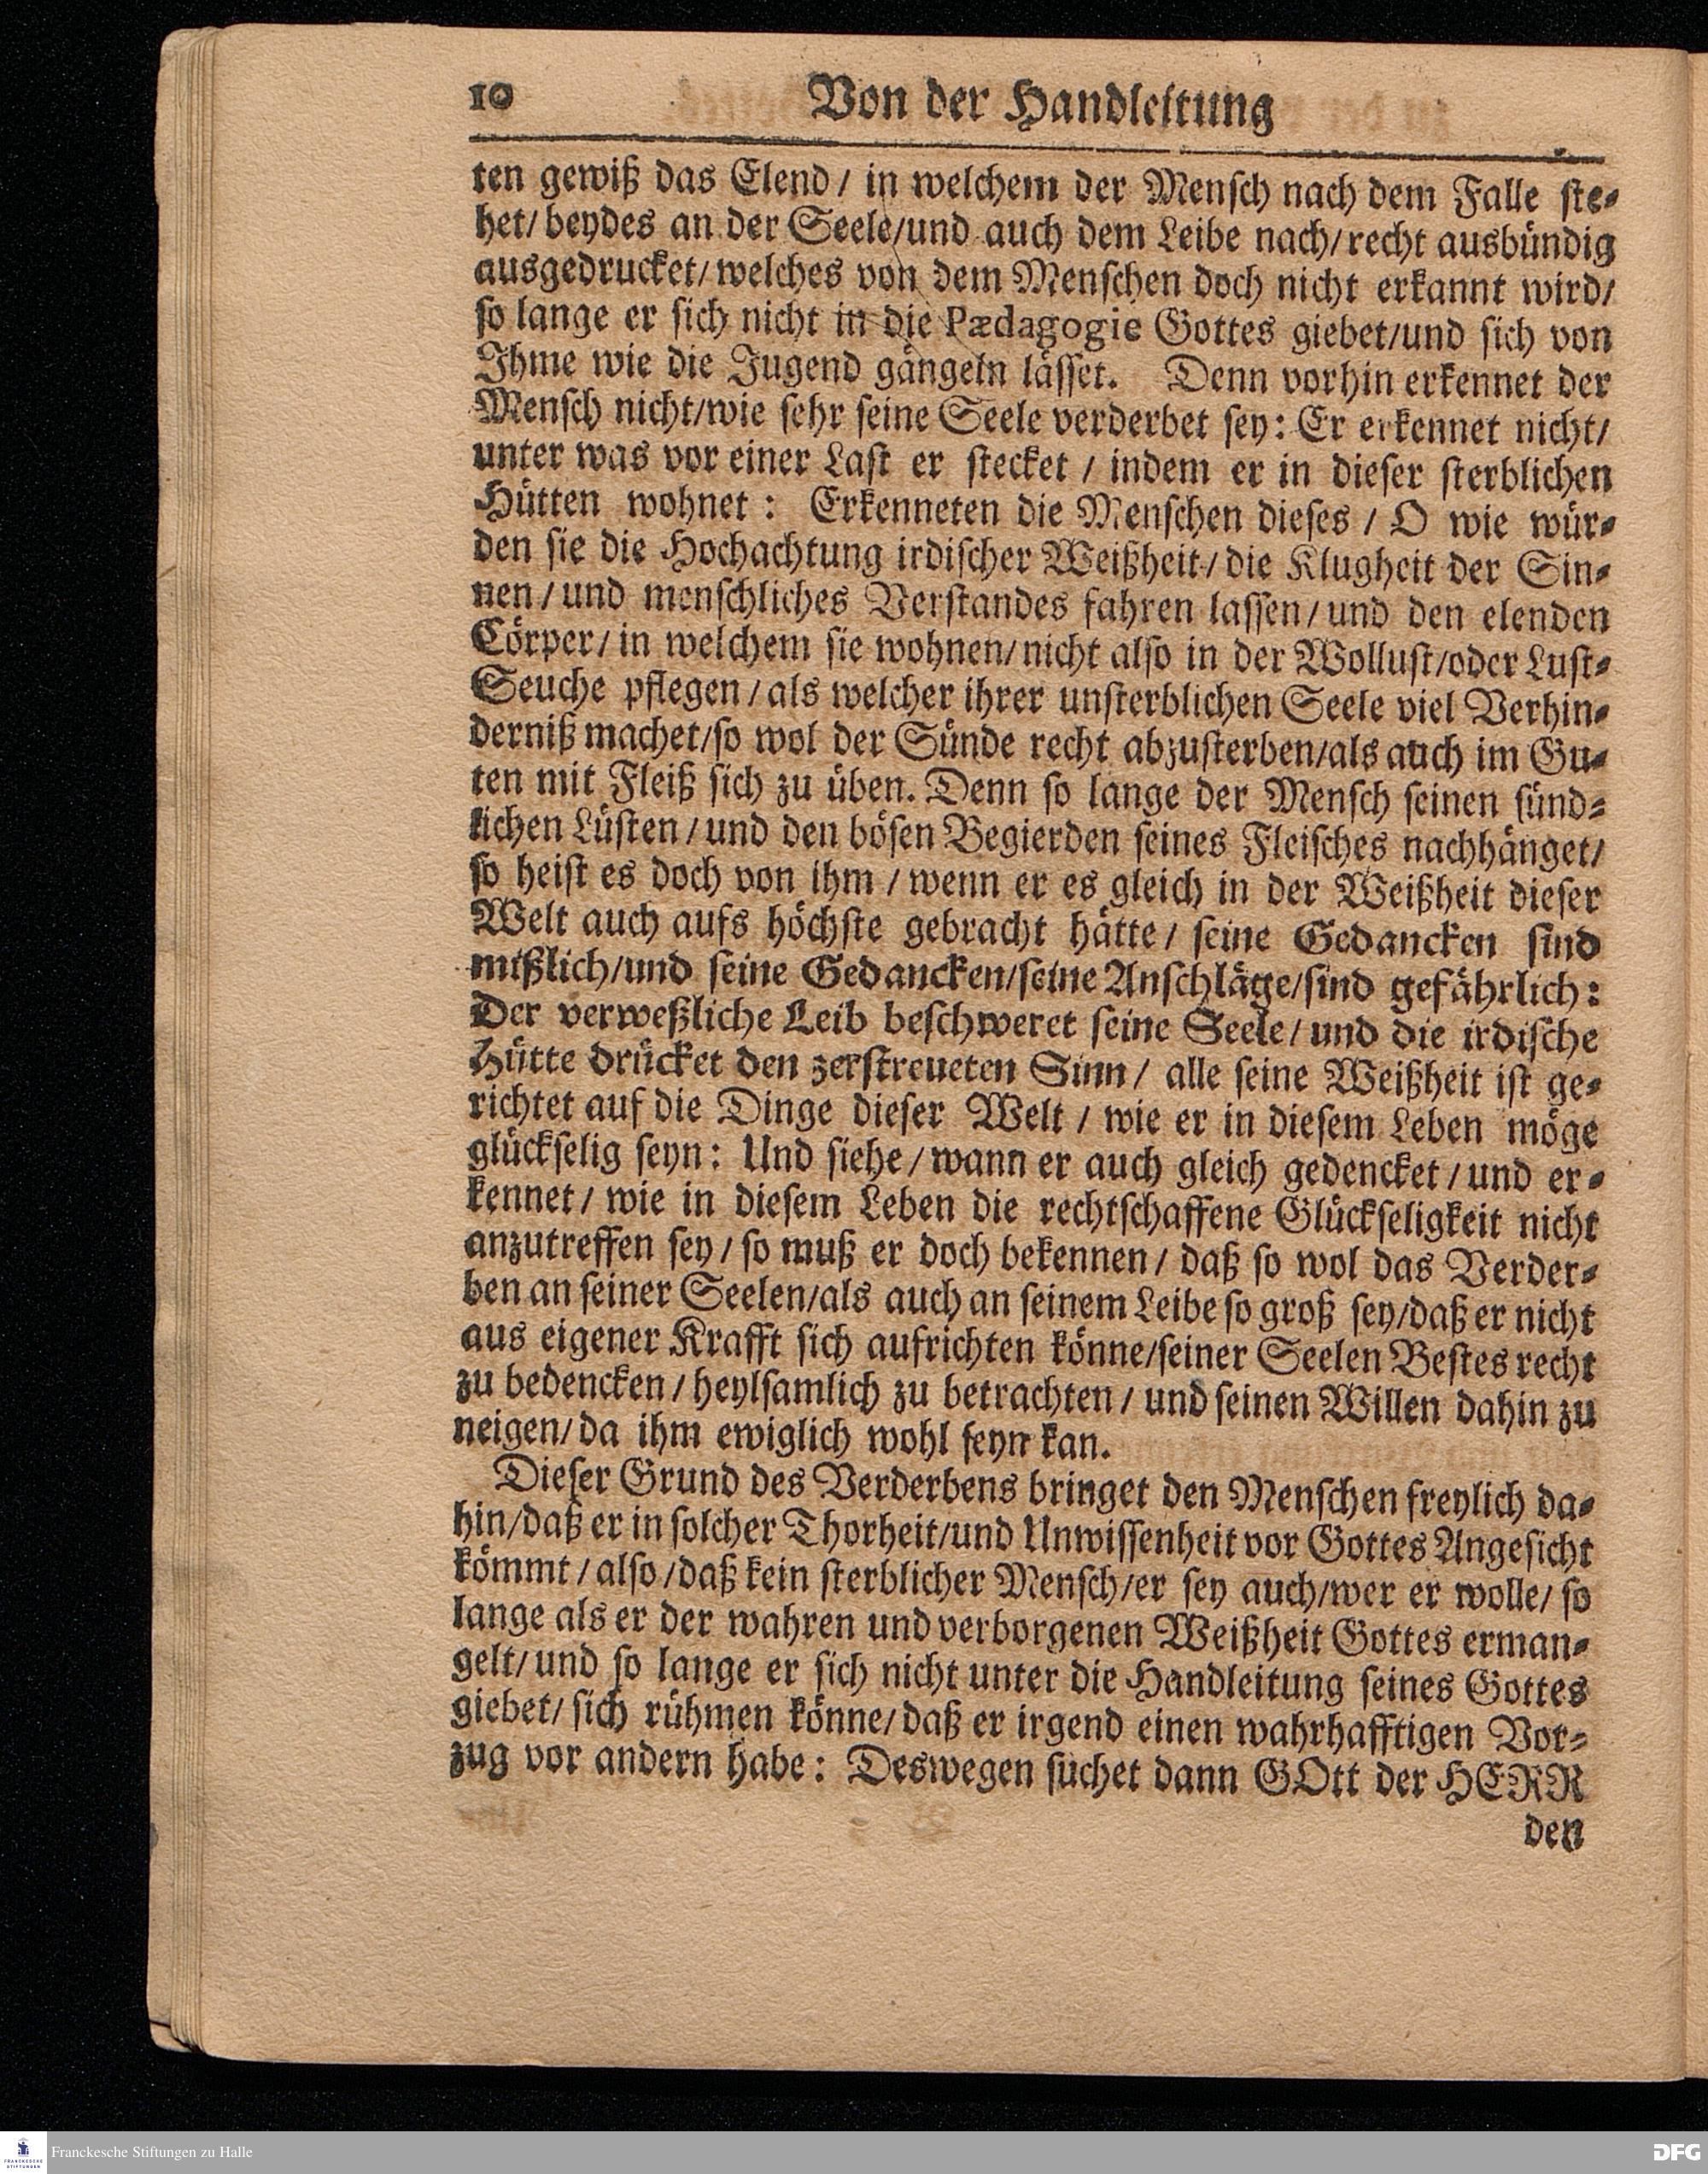 10 Von der Handleitung
ten gewiß das Elend / in welchem der Mensch nach dem Falle ste-
het/ beydes an der Seele/und auch dem Leibe nach/recht ausbündig
ausgedrucket/welches von dem Menschen doch nicht erkannt wird/
so lange er sich nicht in die Pædagogie Gottes giebet/und sich von
Ihme wie die Jugend gängeln lässet. Denn vorhin erkennet der
Mensch nicht/wie sehr seine Seele verderbet sey: Er erkennet nicht/
unter was vor einer Last er stecket / indem er in dieser sterblichen
Hütten wohnet: Erkenneten die Menschen dieses / O wie wür-
den sie die Hochachtung irdischer Weißheit / die Klugheit der Sin-
nen / und menschliches Verstandes fahren lassen/und den elenden
Cörper/ in welchem sie wohnen/nicht also in der Wollust/oder Lust-
Seuche pflegen / als welcher ihrer unsterblichen Seele viel Verhin-
derniß machet/so wol der Sünde recht abzusterben/als auch im Gu-
ten mit Fleiß sich zu üben. Denn so lange der Mensch seinen sünd-
lichen Lüsten / und den bösen Begierden seines Fleisches nachhänget/
so heist es doch von ihm / wenn er es gleich in der Weißheit dieser
Welt auch aufs höchste gebracht hätte / seine Gedancken sind
mißlich/und seine Gedancken/seine Anschläge/sind gefährlich:
Der verweßliche Leib beschweret seine Seele / und die irdische
Hütte drücket den zerstreueten Sinn / alle seine Weißheit ist ge-
richtet auf die Dinge dieser Welt / wie er in diesem Leben möge
glückselig seyn: Und siehe / wann er auch gleich gedencket / und er-
kennet / wie in diesem Leben die rechtschaffene Glückseligkeit nicht
anzutreffen sey / so muß er doch bekennen / daß so wol das Verder-
ben an seiner Seelen/als auch an seinem Leibe so groß sey/daß er nicht
aus eigener Krafft sich aufrichten könne/seiner Seelen Bestes recht
zu bedencken / heylsamlich zu betrachten / und seinen Willen dahin zu
neigen/ da ihm ewiglich wohl seyn kan.
Dieser Grund des Verderbens bringet den Menschen freylich da-
hin/daß er in solcher Thorheit/und Unwissenheit vor Gottes Angesicht
kömmt / also / daß kein sterblicher Mensch/er sey auch/wer er wolle/ so
lange als er der wahren und verborgenen Weißheit Gottes erman-
gelt/ und so lange er sich nicht unter die Handleitung seines Gottes
giebet/ sich rühmen könne/ daß er irgend einen wahrhafftigen Vor-
zug vor andern habe: Deswegen suchet dann GOtt der HERR
den
Franckesche Stiftungen zu Halle
FRANCKESCHE STIFTUNGEN
DFG